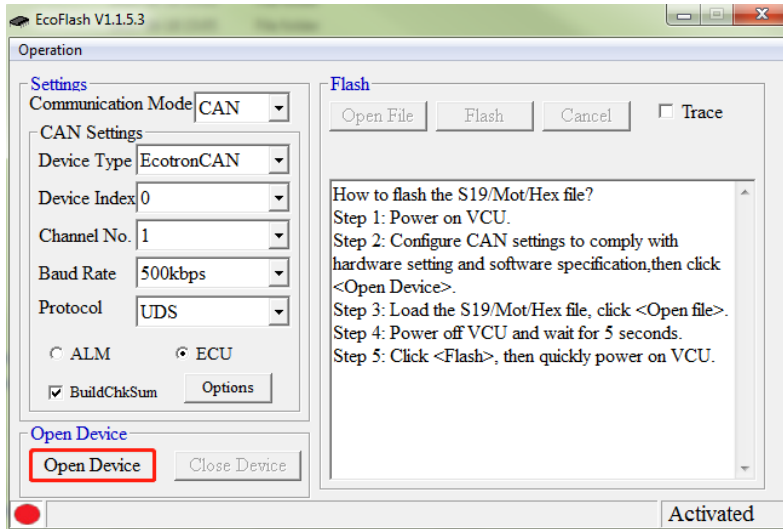 EcoFlash V1.1.5.3
Operation
Settings
Communication Mode CAN
CAN Settings
Device Type EcotronCAN
Device Index 0
Channel No. 1
Baud Rate 500kbps
Protocol UDS
ALM ECU
BuildChkSum Options
Open Device
Open Device Close Device
Flash
Open File Flash Cancel Trace
How to flash the S19/Mot/Hex file?
Step 1: Power on VCU.
Step 2: Configure CAN settings to comply with
hardware setting and software specification,then click
<Open Device>.
Step 3: Load the S19/Mot/Hex file, click <Open file>.
Step 4: Power off VCU and wait for 5 seconds.
Step 5: Click <Flash>, then quickly power on VCU.
Activated